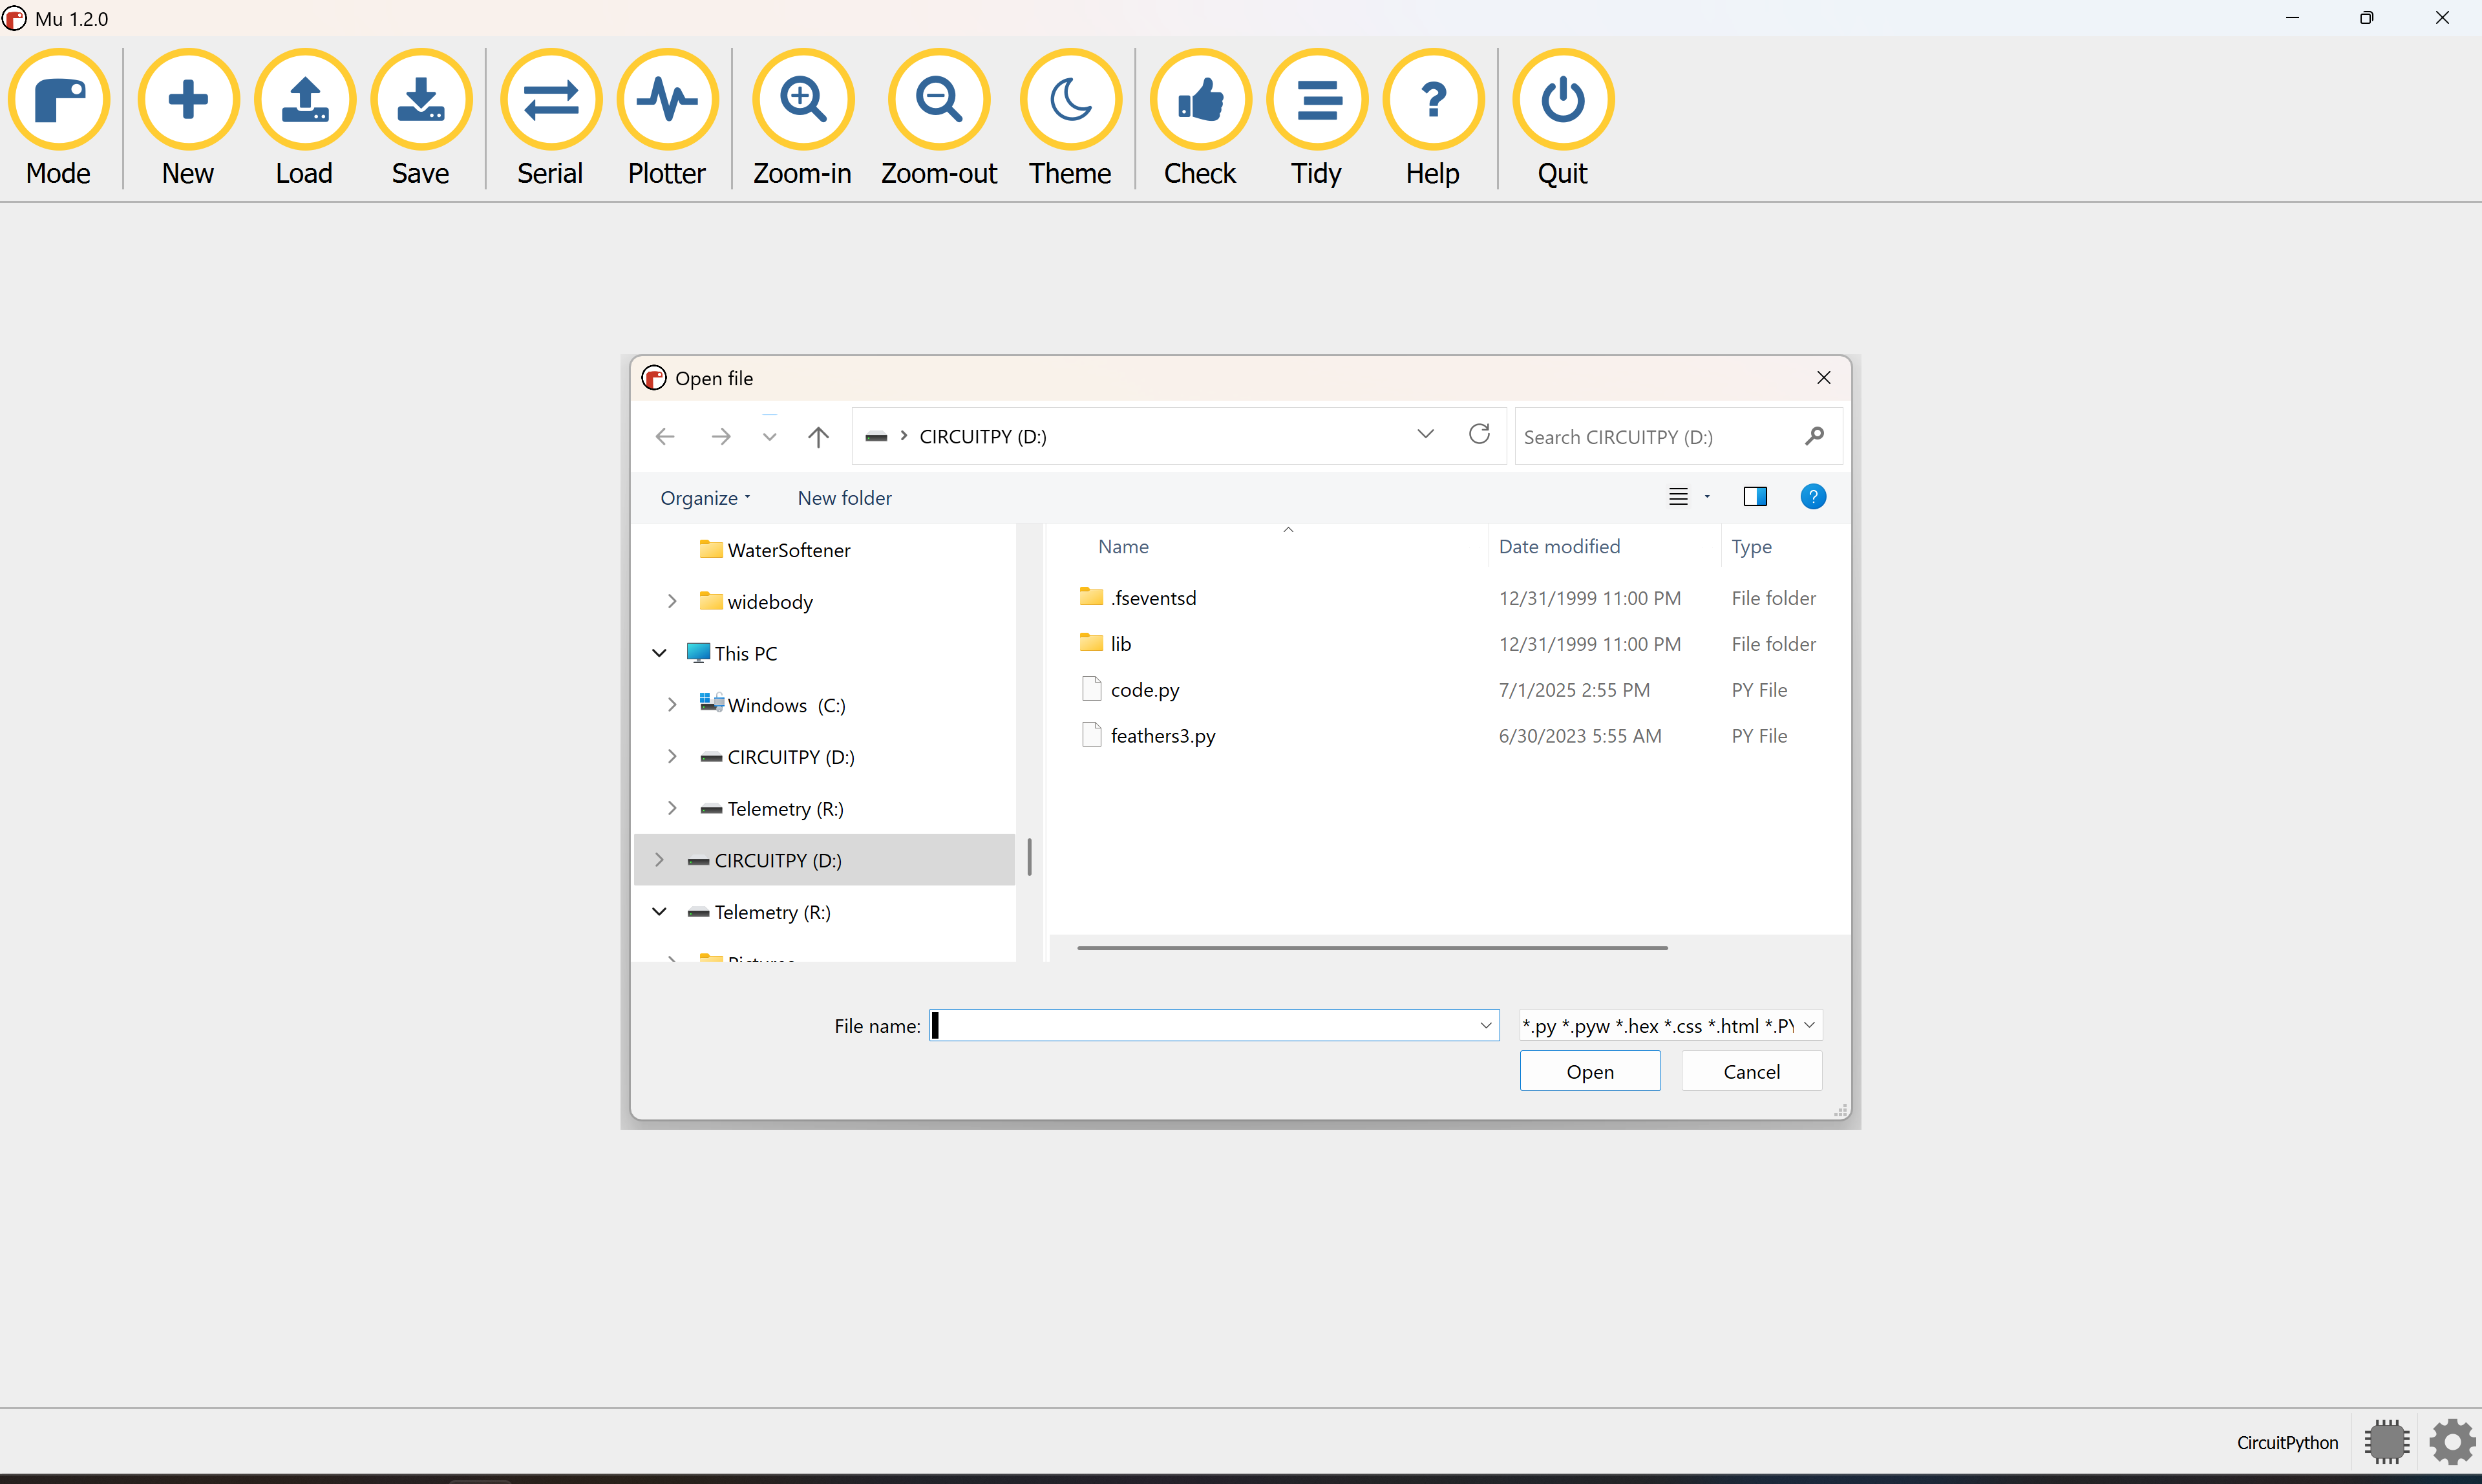 Mu 1.2.0
Mode New Load Save Serial Plotter Zoom-in Zoom-out Theme Check Tidy Help Quit
Open file
CIRCUITPY (D:)
Search CIRCUITPY (D:)
Organize
New folder
WaterSoftener
widebody
This PC
Windows (C:)
CIRCUITPY (D:)
Telemetry (R:)
CIRCUITPY (D:)
Telemetry (R:)
Name Date modified Type
.fseventsd 12/31/1999 11:00 PM File folder
lib 12/31/1999 11:00 PM File folder
code.py 7/1/2025 2:55 PM PY File
feathers3.py 6/30/2023 5:55 AM PY File
File name:
*.py *.pyw *.hex *.css *.html *.PY
Open
Cancel
CircuitPython